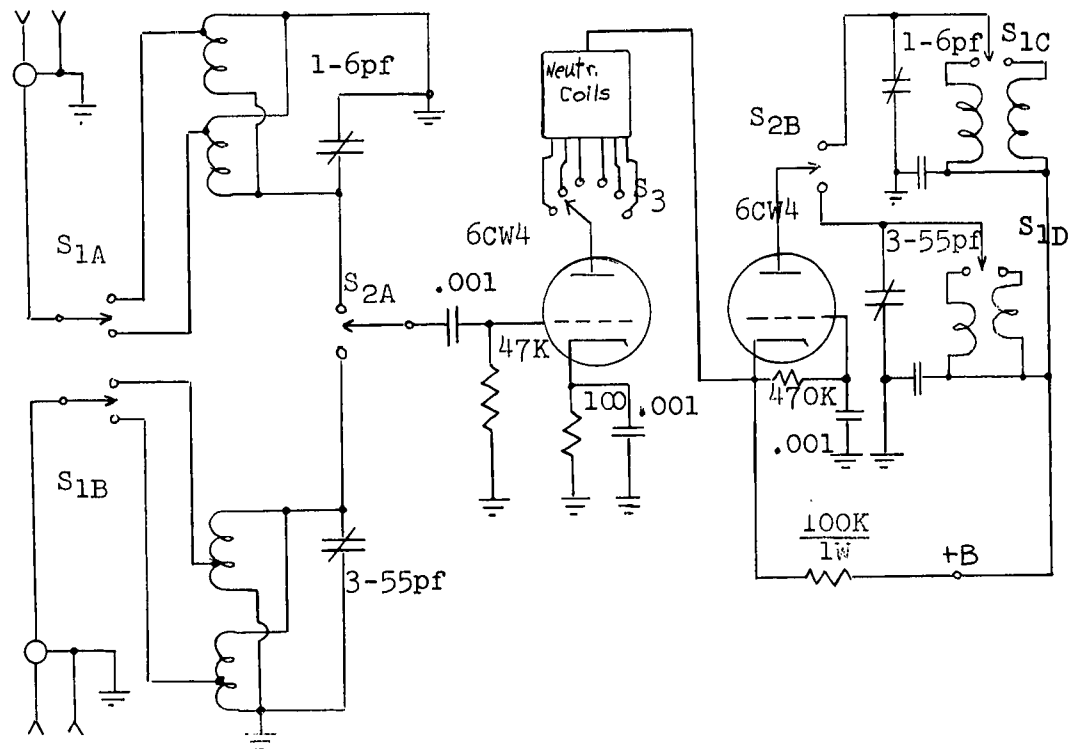 1-6pf
S1A
S2A
.001
47K
6CW4
Neutr.
Coils
S3
100
.001
1-6pf
S1C
S2B
6CW4
S1D
3-55pf
470K
.001
S1B
3-55pf
100K
1W
+B